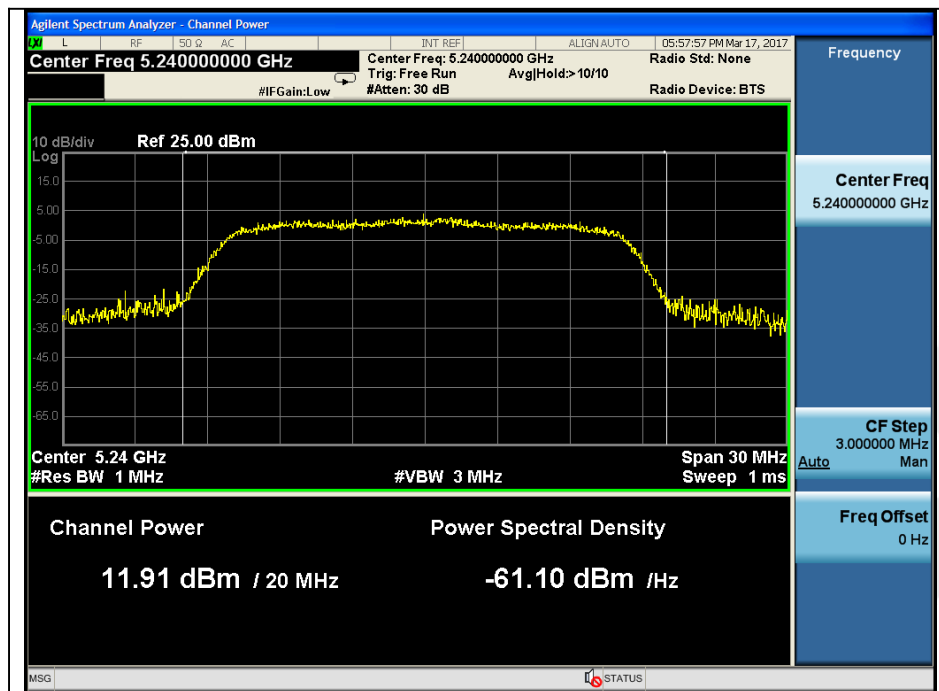 Agilent Spectrum Analyzer - Channel Power
LXI L RF 50 Ω AC INT REF ALIGN AUTO 05:57:57 PM Mar 17, 2017
Center Freq 5.240000000 GHz
Center Freq: 5.240000000 GHz
Radio Std: None
Trig: Free Run Avg|Hold:>10/10
#IFGain:Low
#Atten: 30 dB
Radio Device: BTS
Frequency
10 dB/div Ref 25.00 dBm
Log
15.0
5.00
-5.00
-15.0
-25.0
-35.0
-45.0
-55.0
-65.0
Center 5.24 GHz Span 30 MHz
#Res BW 1 MHz #VBW 3 MHz Sweep 1 ms
Center Freq
5.240000000 GHz
CF Step
3.000000 MHz
Auto Man
Freq Offset
0 Hz
Channel Power Power Spectral Density
11.91 dBm / 20 MHz -61.10 dBm /Hz
MSG STATUS